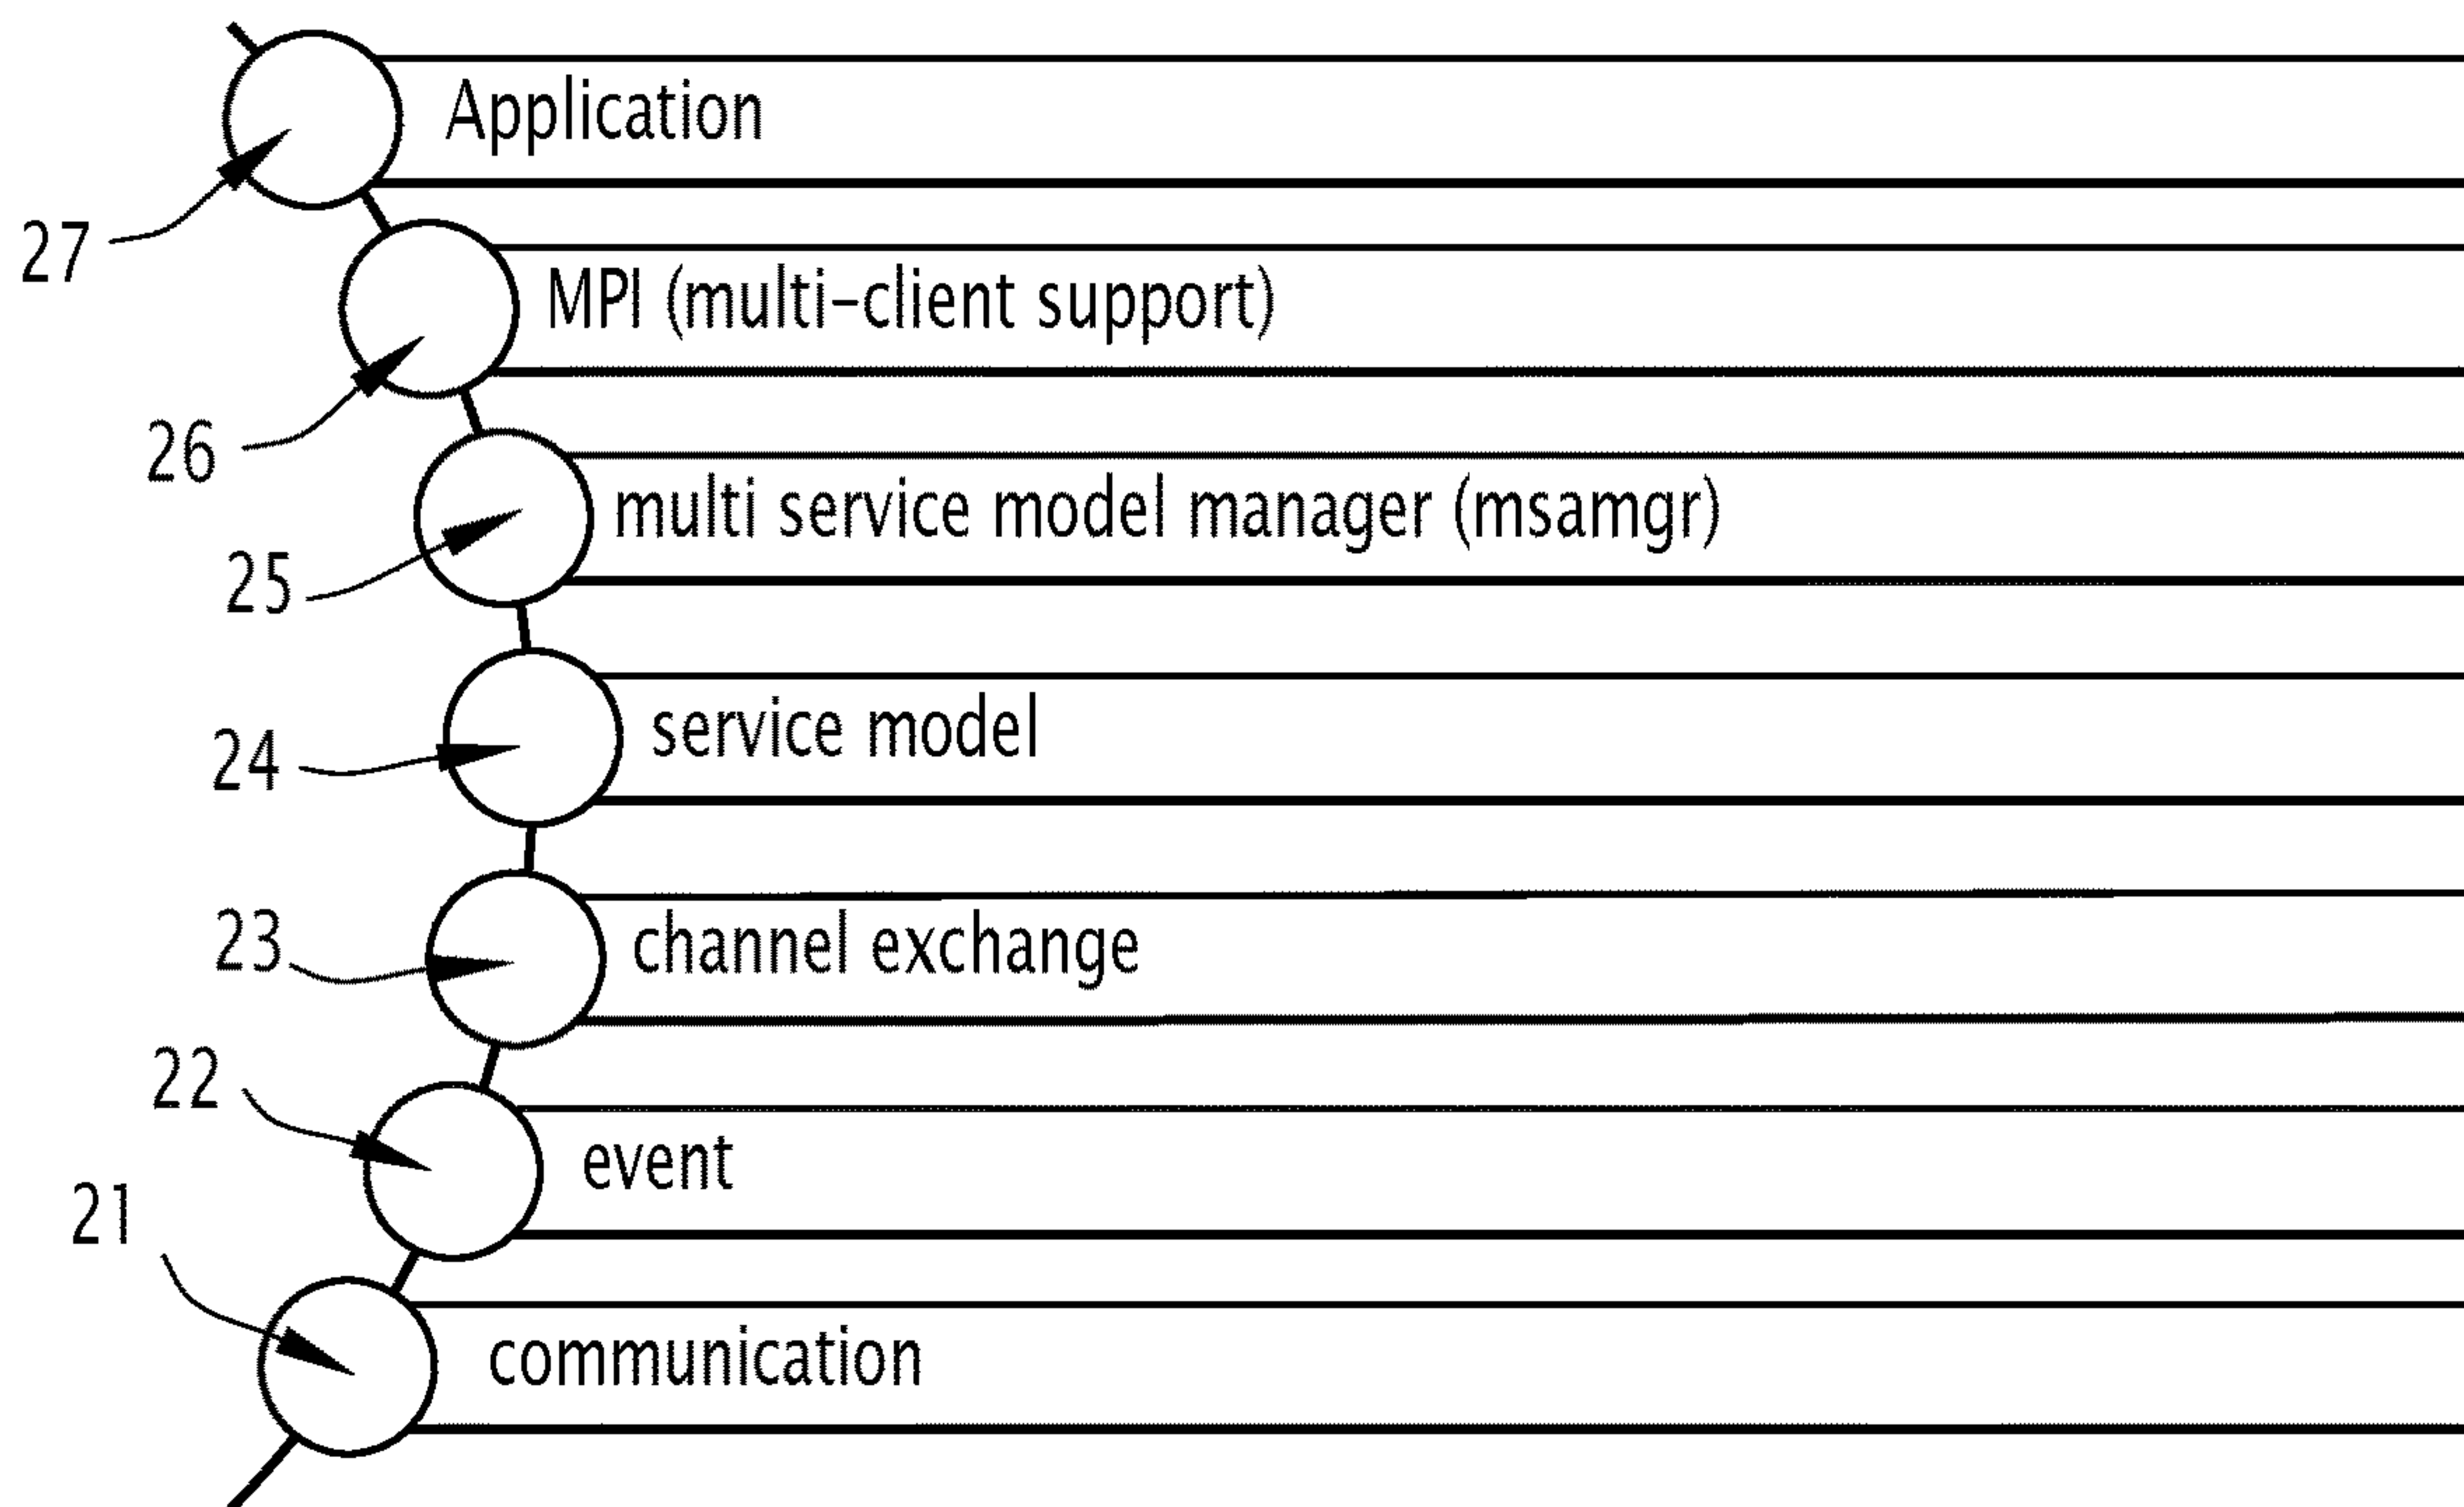 Application
27
MPI (multi-client support)
26
multi service model manager (msamgr)
25
service model
24
channel exchange
23
22
event
21
communication